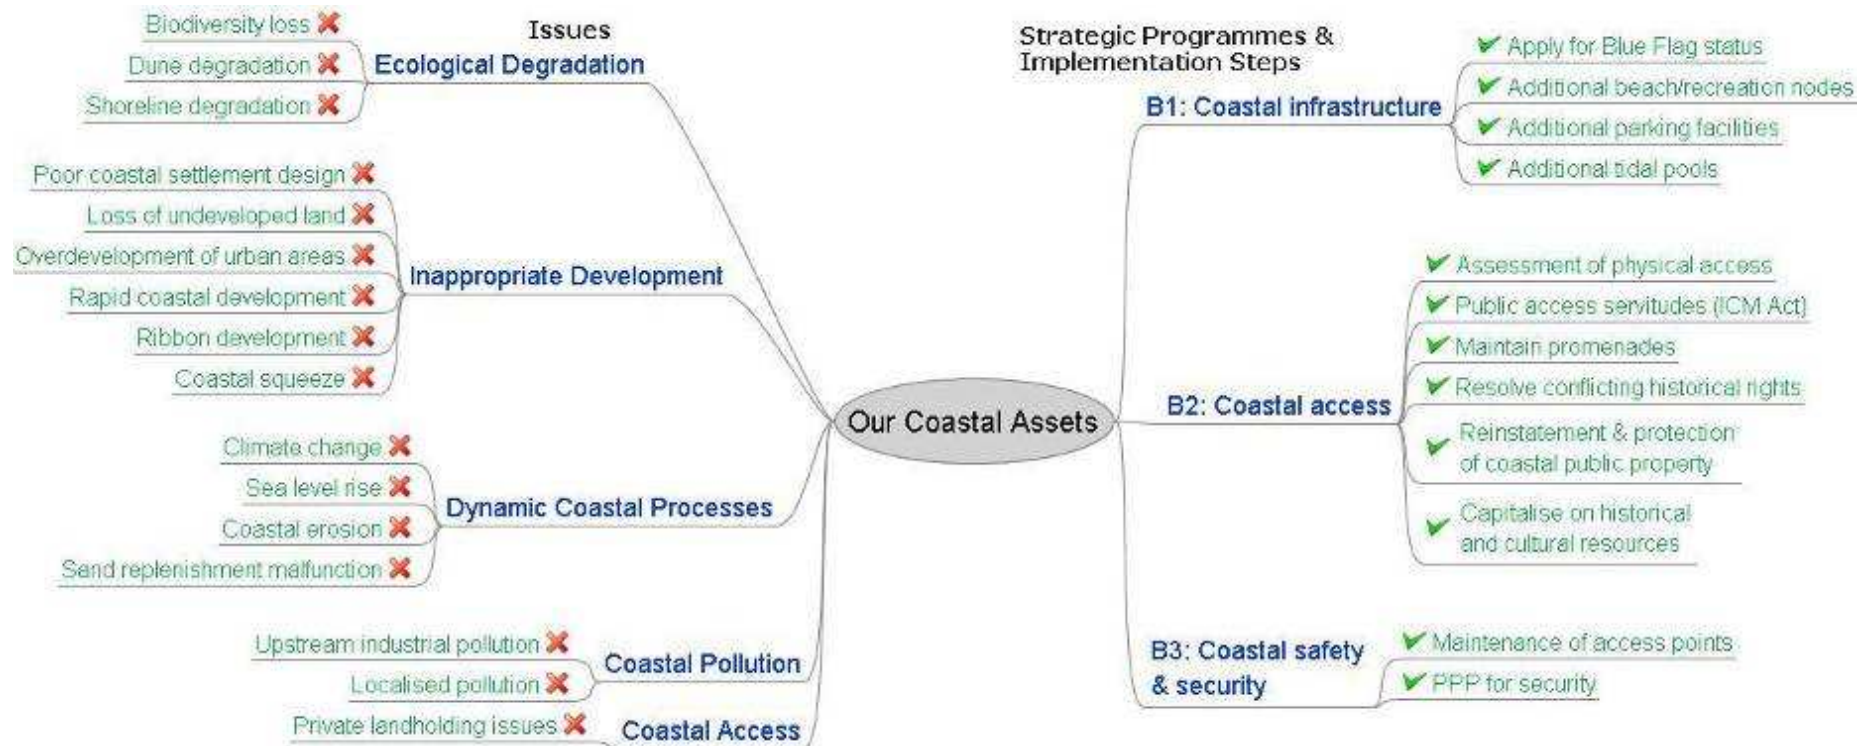 Issues
Biodiversity loss
Dune degradation
Shoreline degradation
Ecological Degradation
Poor coastal settlement design
Loss of undeveloped land
Overdevelopment of urban areas
Rapid coastal development
Ribbon development
Coastal squeeze
Inappropriate Development
Climate change
Sea level rise
Coastal erosion
Sand replenishment malfunction
Dynamic Coastal Processes
Upstream industrial pollution
Localised pollution
Coastal Pollution
Private landholding issues
Coastal Access
Our Coastal Assets
Strategic Programmes &
Implementation Steps
B1: Coastal infrastructure
Apply for Blue Flag status
Additional beach/recreation nodes
Additional parking facilities
Additional tidal pools
B2: Coastal access
Assessment of physical access
Public access servitudes (ICM Act)
Maintain promenades
Resolve conflicting historical rights
Reinstatement & protection
of coastal public property
Capitalise on historical
and cultural resources
B3: Coastal safety
& security
Maintenance of access points
PPP for security